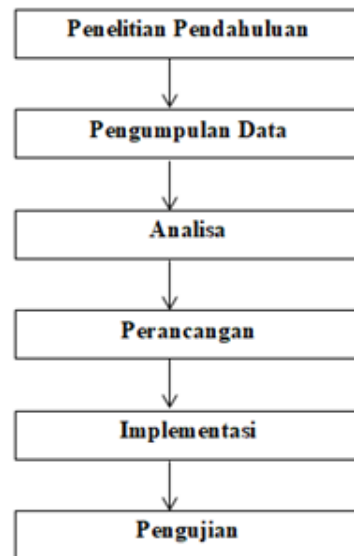 Penelitian Pendahuluan
Pengumpulan Data
Analisa
Perancangan
Implementasi
Pengujian